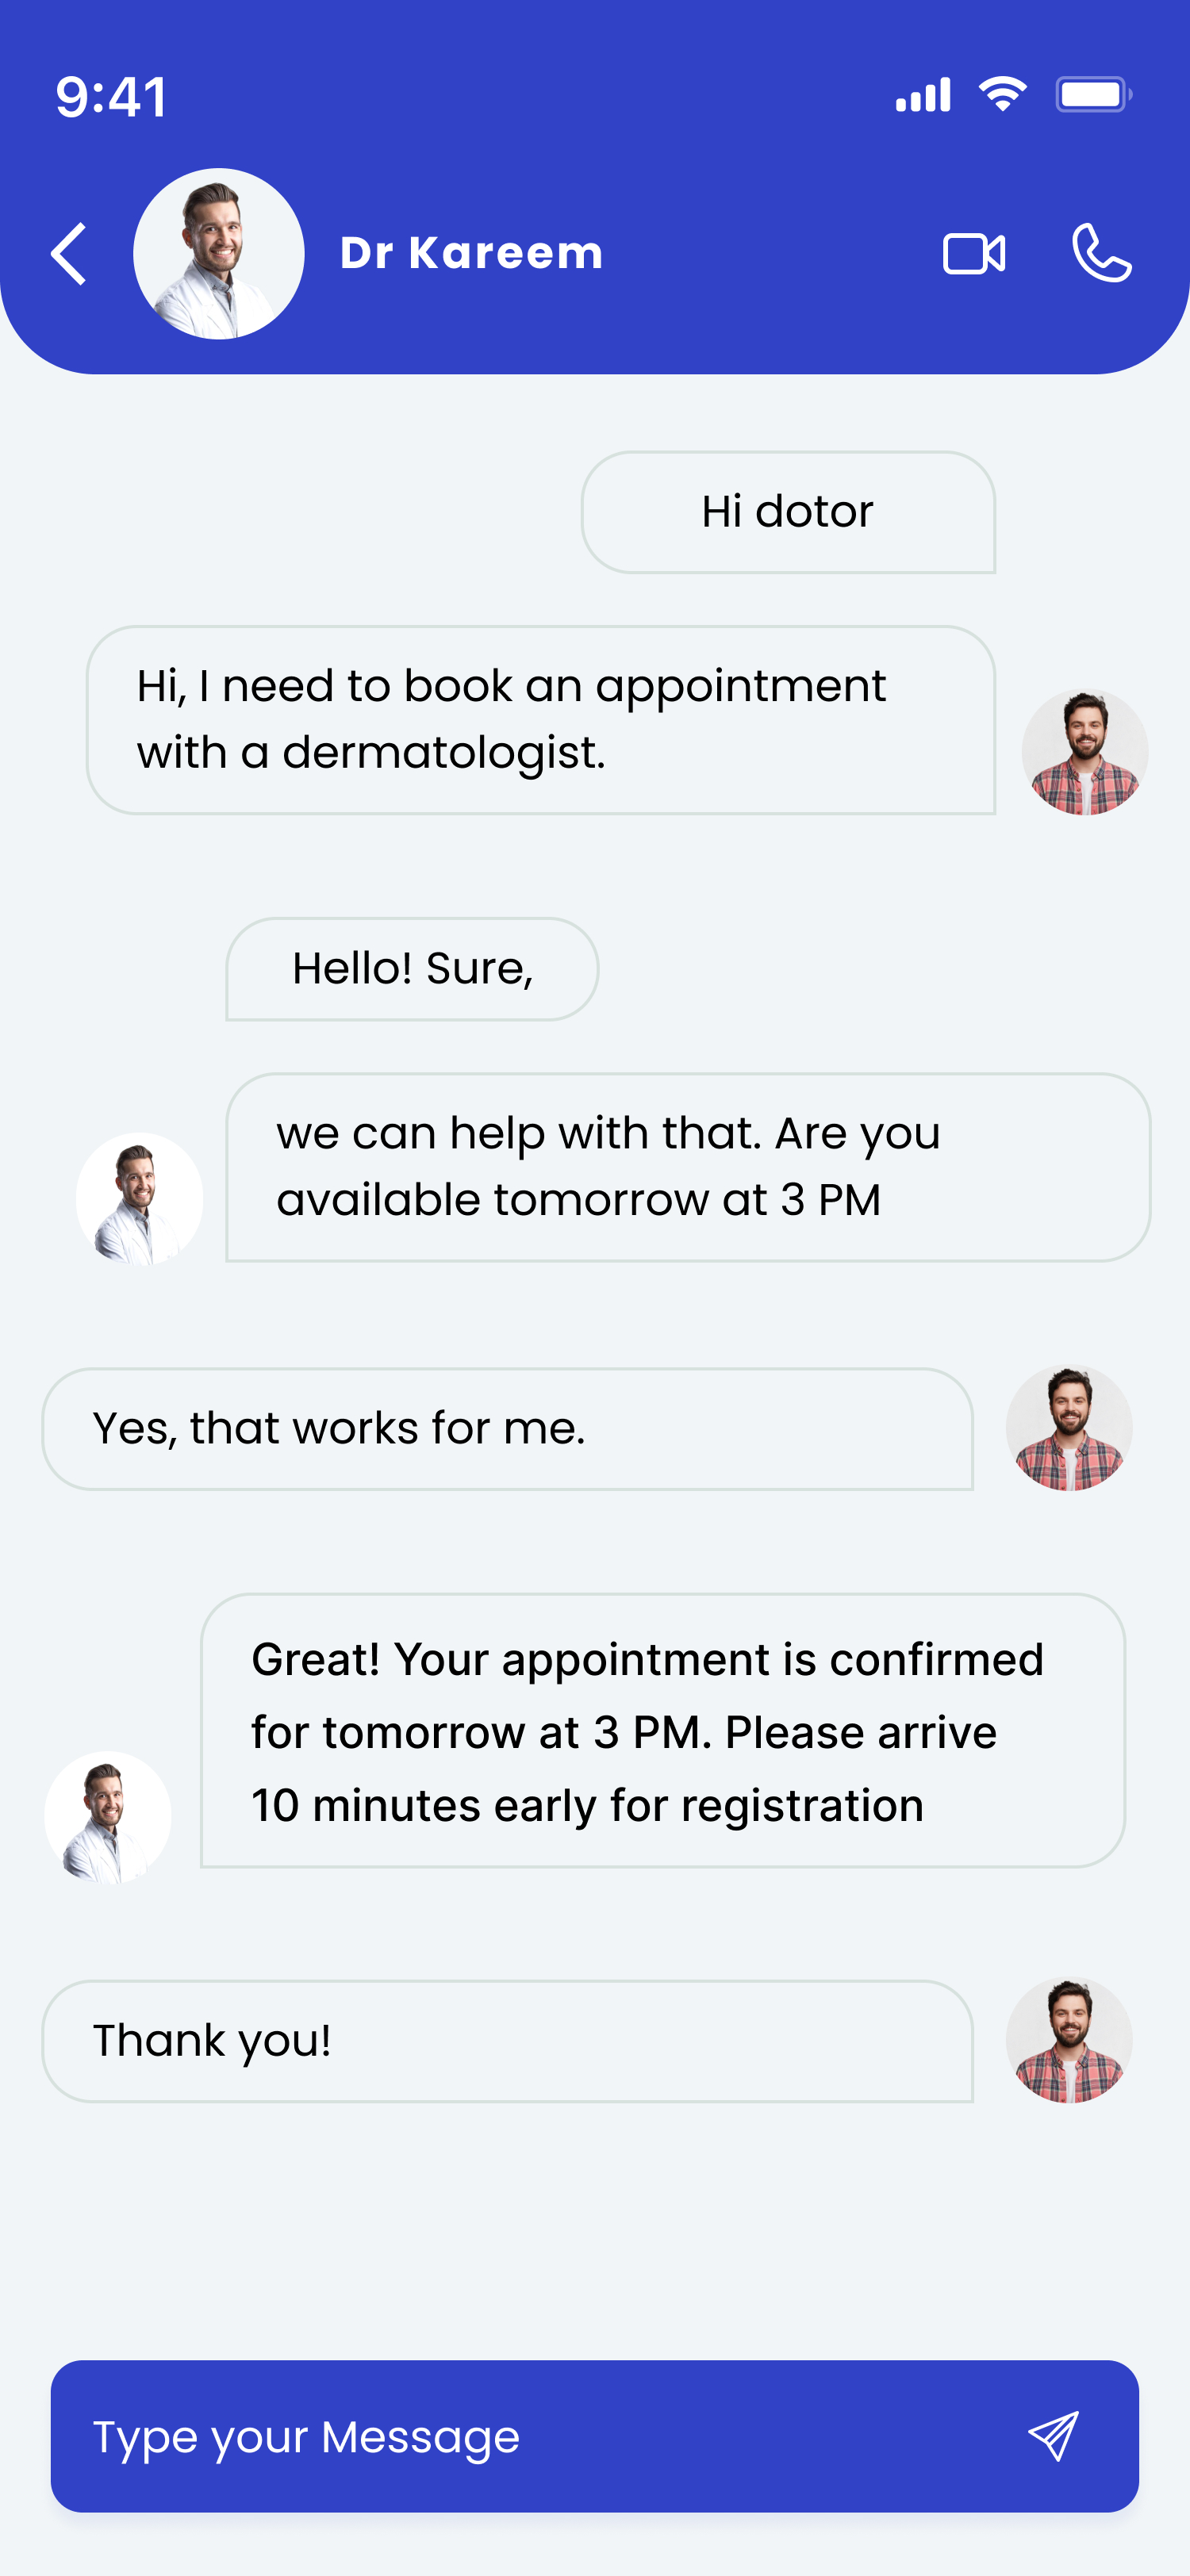 9:41
Dr Kareem
Hi dotor
Hi, I need to book an appointment
with a dermatologist.
Hello! Sure,
we can help with that. Are you
available tomorrow at 3 PM
Yes, that works for me.
Great! Your appointment is confirmed
for tomorrow at 3 PM. Please arrive
10 minutes early for registration
Thank you!
Type your Message